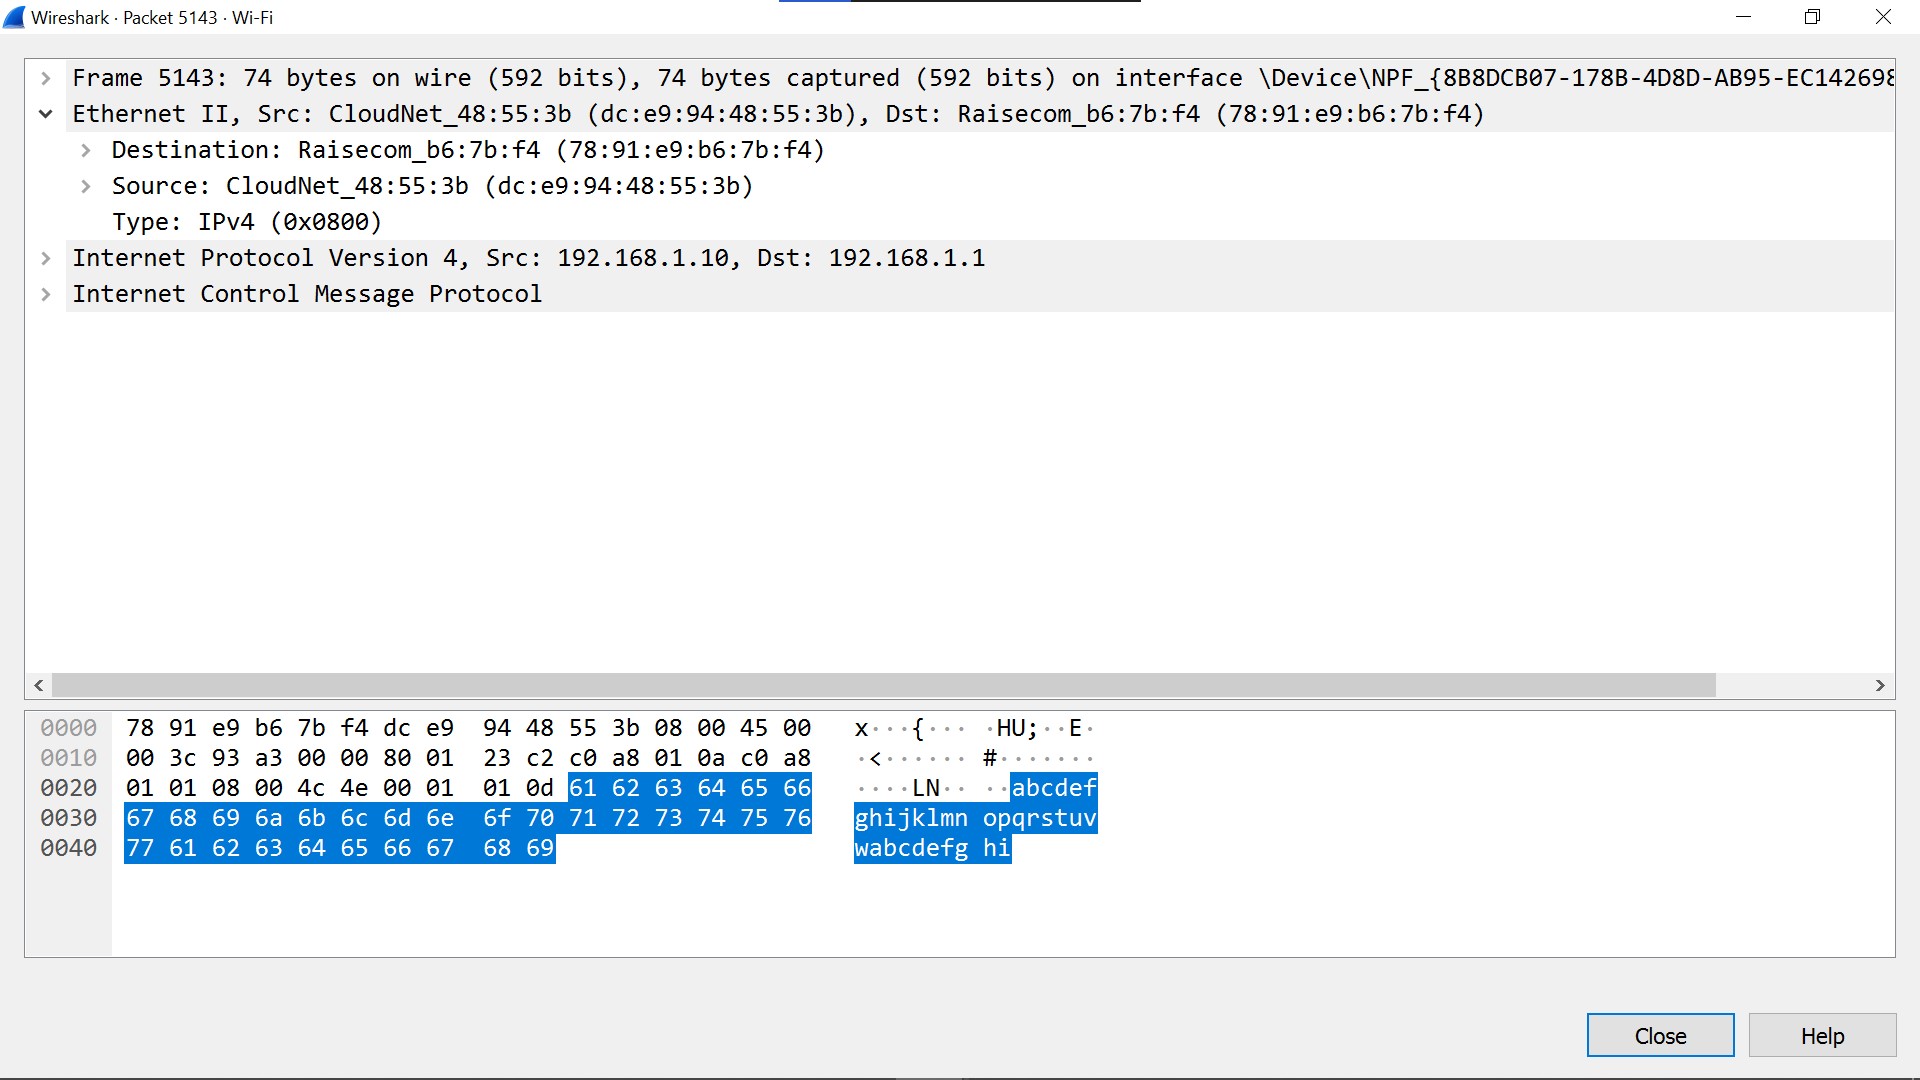 Wireshark · Packet 5143 · Wi-Fi
Frame 5143: 74 bytes on wire (592 bits), 74 bytes captured (592 bits) on interface \Device\NPF_{8B8DCB07-178B-4D8D-AB95-EC142698
Ethernet II, Src: CloudNet_48:55:3b (dc:e9:94:48:55:3b), Dst: Raisecom_b6:7b:f4 (78:91:e9:b6:7b:f4)
Destination: Raisecom_b6:7b:f4 (78:91:e9:b6:7b:f4)
Source: CloudNet_48:55:3b (dc:e9:94:48:55:3b)
Type: IPv4 (0x0800)
Internet Protocol Version 4, Src: 192.168.1.10, Dst: 192.168.1.1
Internet Control Message Protocol
0000 78 91 e9 b6 7b f4 dc e9 94 48 55 3b 08 00 45 00 x···{··· ·HU;··E·
0010 00 3c 93 a3 00 00 80 01 23 c2 c0 a8 01 0a c0 a8 ·<······ #·······
0020 01 01 08 00 4c 4e 00 01 01 0d 61 62 63 64 65 66 ····LN·· ··abcdef
0030 67 68 69 6a 6b 6c 6d 6e 6f 70 71 72 73 74 75 76 ghijklmn opqrstuv
0040 77 61 62 63 64 65 66 67 68 69 wabcdefg hi
Close
Help